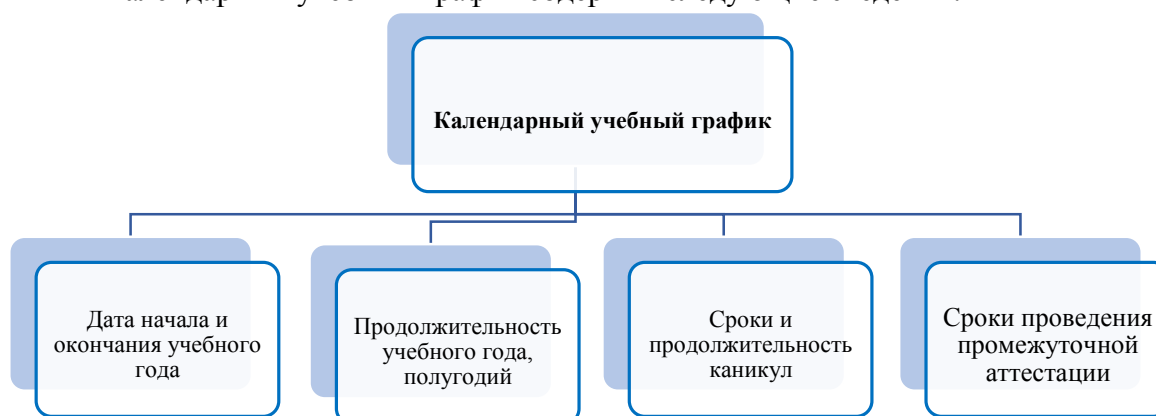 Календарный учебный график
Дата начала и
окончания учебного
года
Продолжительность
учебного года,
полугодий
Сроки и
продолжительность
каникул
Сроки проведения
промежуточной
аттестации